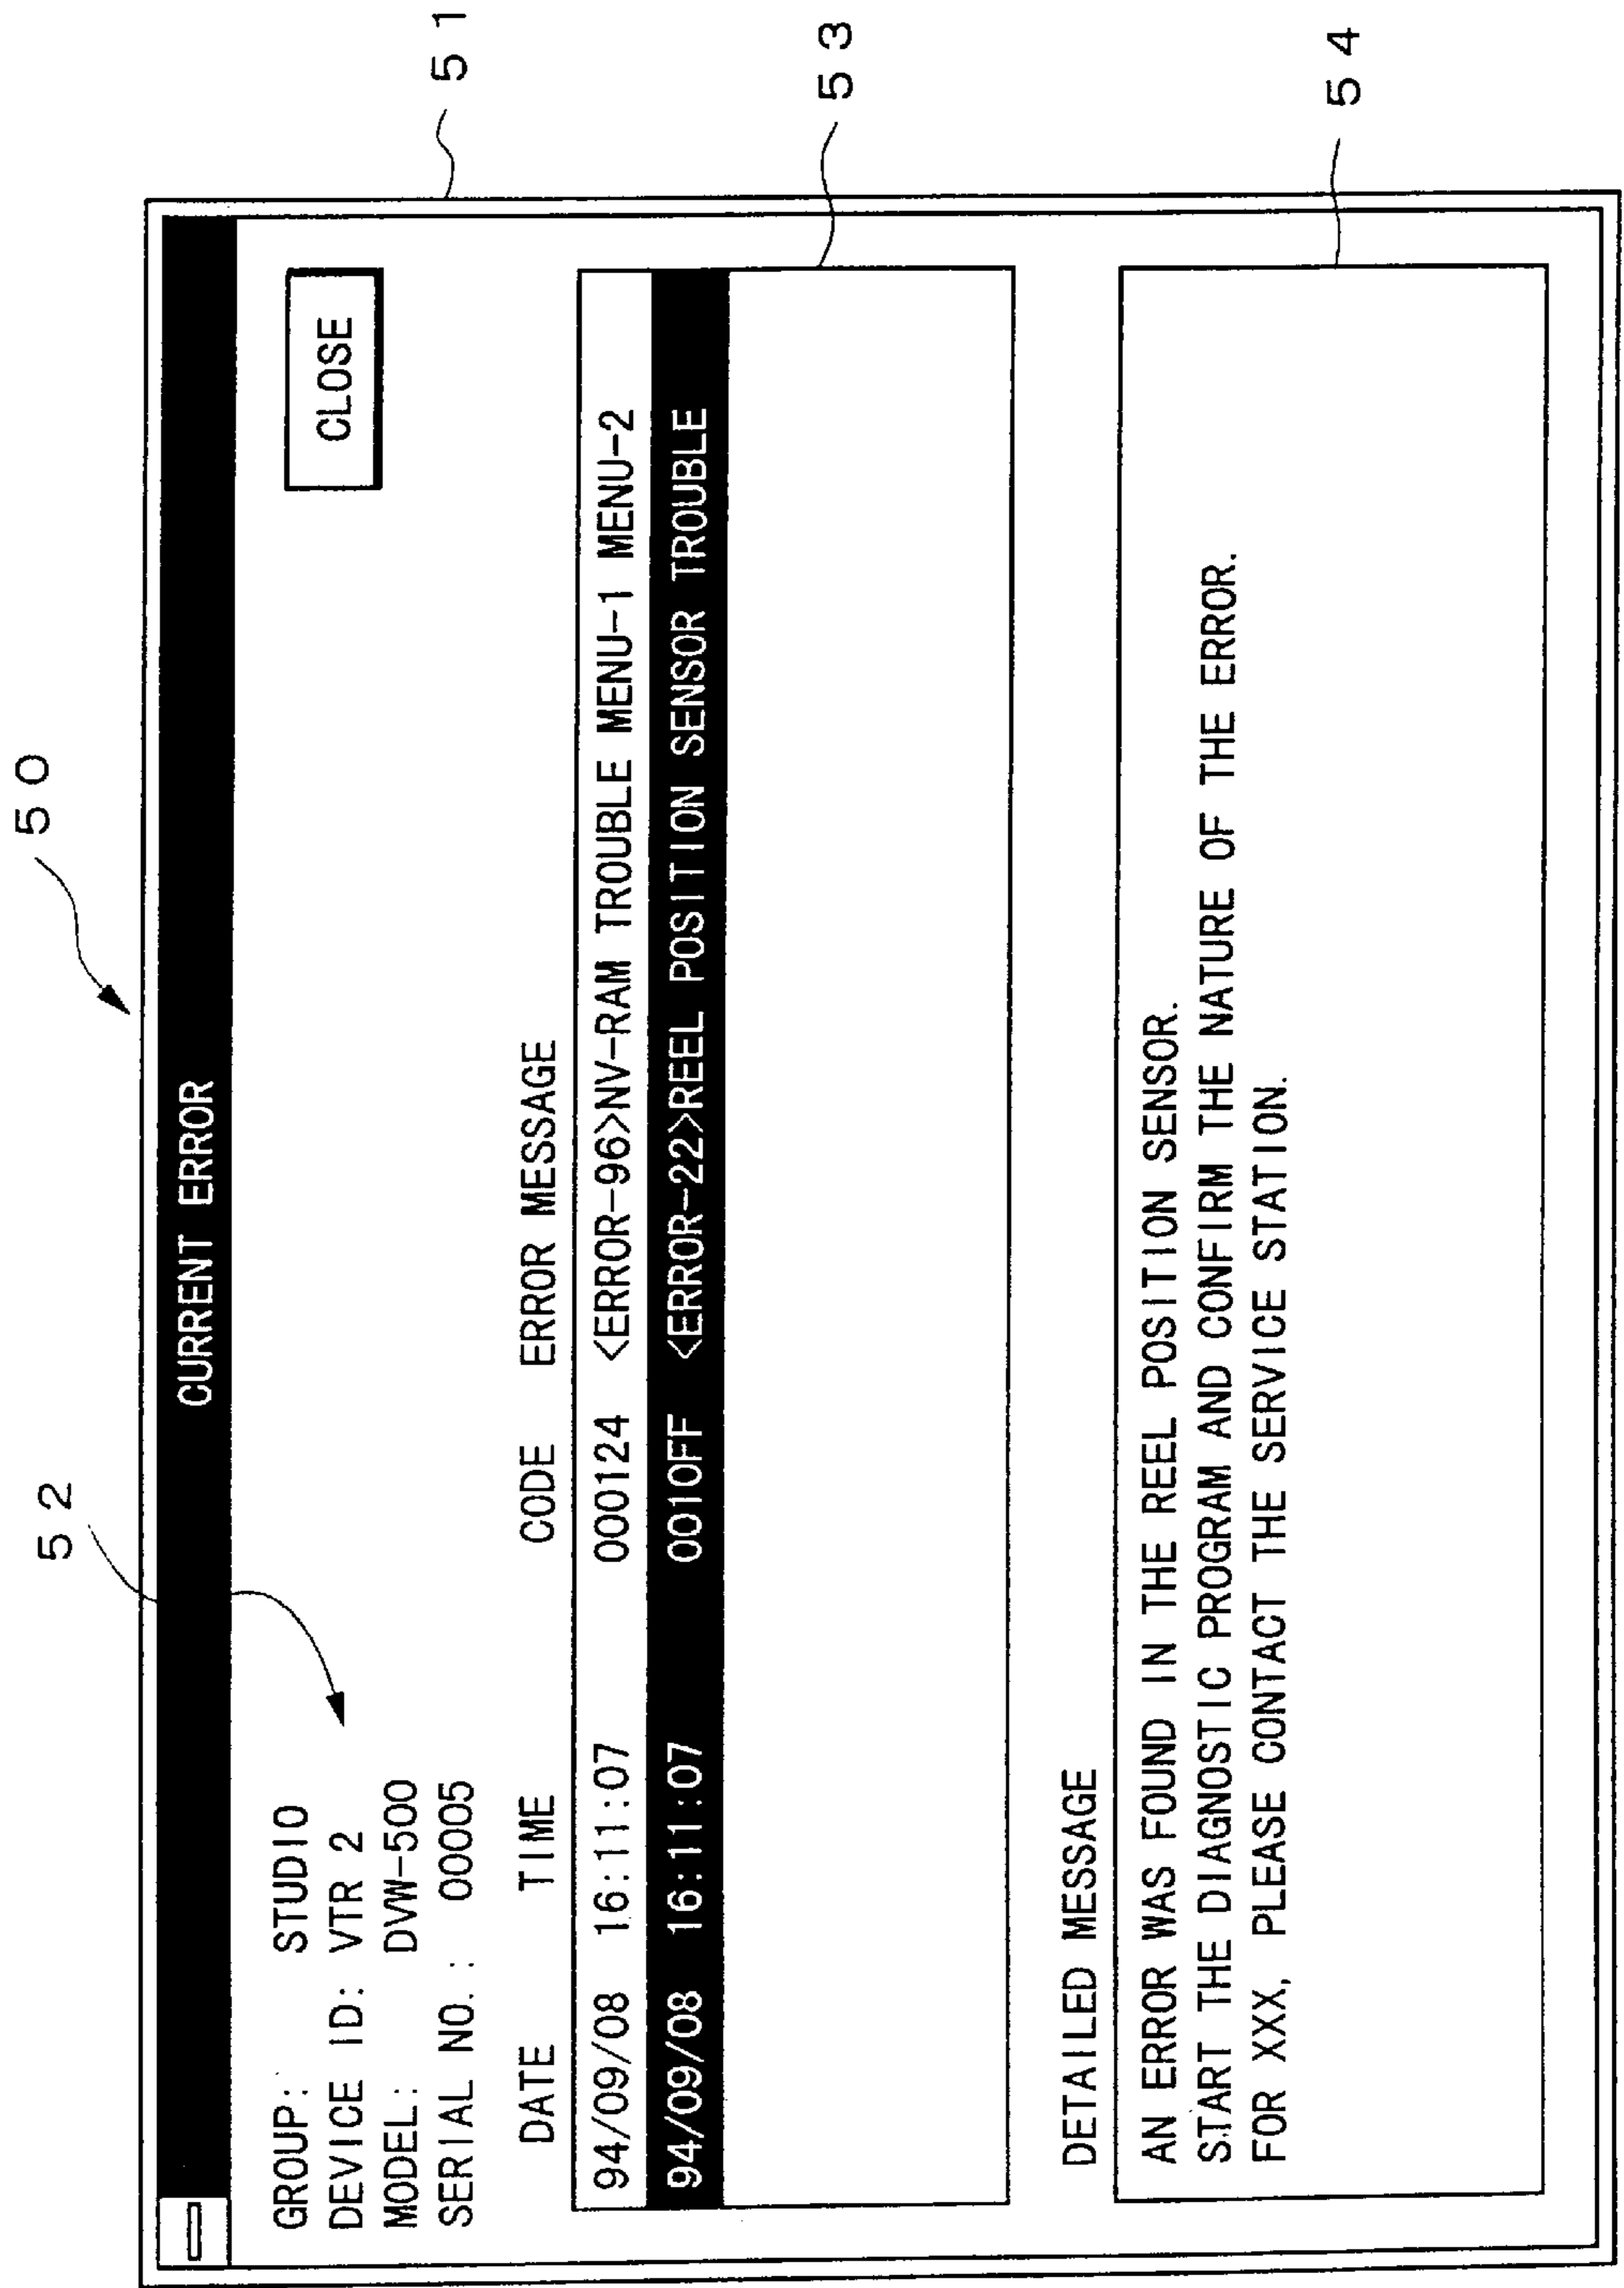 50
52
51
CURRENT ERROR
CLOSE
GROUP: STUDIO
DEVICE ID: VTR 2
MODEL: DVW-500
SERIAL NO.: 00005
DATE TIME CODE ERROR MESSAGE
94/09/08 16:11:07 000124 <ERROR-96>NV-RAM TROUBLE MENU-1 MENU-2
94/09/08 16:11:07 0010FF <ERROR-22>REEL POSITION SENSOR TROUBLE
53
DETAILED MESSAGE
AN ERROR WAS FOUND IN THE REEL POSITION SENSOR.
START THE DIAGNOSTIC PROGRAM AND CONFIRM THE NATURE OF THE ERROR.
FOR XXX, PLEASE CONTACT THE SERVICE STATION.
54